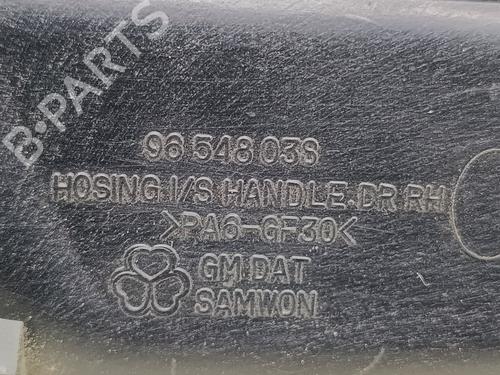 B-PARTS
96 548 038
HOSING I/S HANDLE.DR RH
>PA6-GF30<
GM DAT
SAMWON